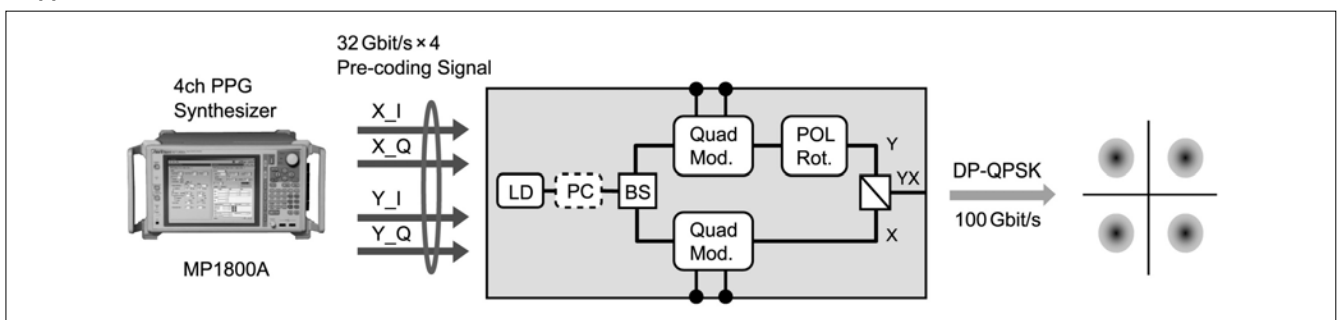 4ch PPG
Synthesizer
MP1800A
32 Gbit/s × 4
Pre-coding Signal
X_I
X_Q
Y_I
Y_Q
LD
PC
BS
Quad
Mod.
POL
Rot.
Y
Quad
Mod.
X
YX
DP-QPSK
100 Gbit/s